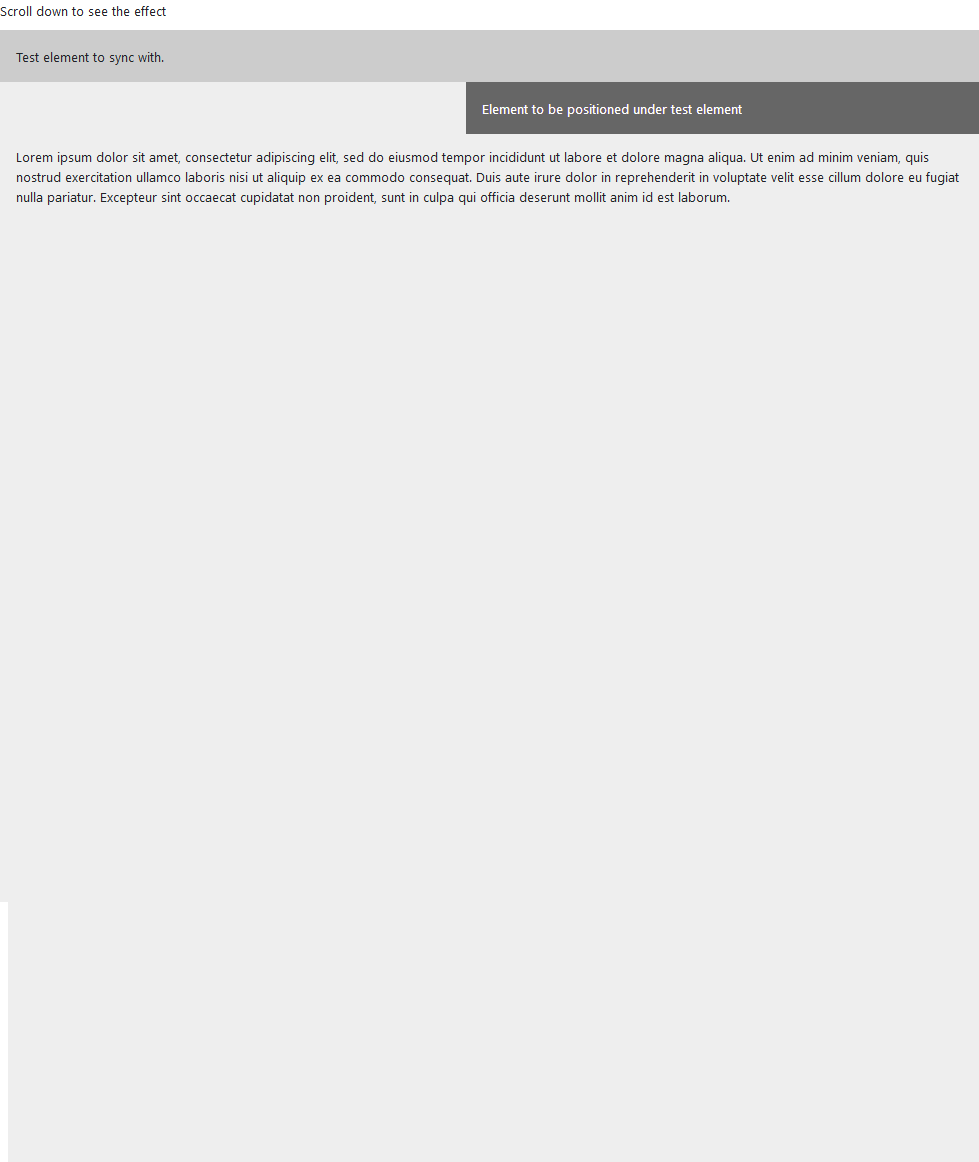 Scroll down to see the effect
Test element to sync with.
Element to be positioned under test element
Lorem ipsum dolor sit amet, consectetur adipiscing elit, sed do eiusmod tempor incididunt ut labore et dolore magna aliqua. Ut enim ad minim veniam, quis
nostrud exercitation ullamco laboris nisi ut aliquip ex ea commodo consequat. Duis aute irure dolor in reprehenderit in voluptate velit esse cillum dolore eu fugiat
nulla pariatur. Excepteur sint occaecat cupidatat non proident, sunt in culpa qui officia deserunt mollit anim id est laborum.